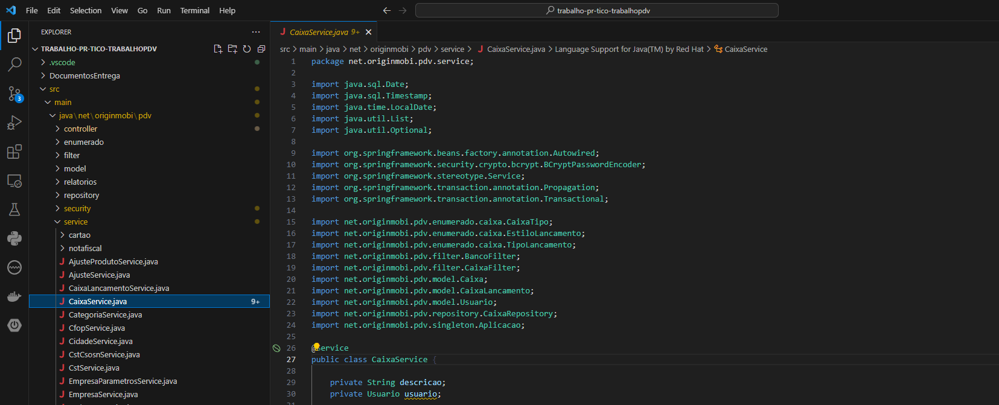 File Edit Selection View Go Run Terminal Help
trabalho-pr-tico-trabalhopdv
EXPLORER
TRABALHO-PR-TICO-TRABALHOPDV
.vscode
DocumentosEntrega
src
main
java\net\originmobi\pdv
controller
enumerado
filter
model
relatorios
repository
security
service
cartao
notafiscal
AjusteProdutoService.java
AjusteService.java
CaixaLancamentoService.java
CaixaService.java 9+
CategoriaService.java
CfopService.java
CidadeService.java
CstCsosnService.java
CstService.java
EmpresaParametrosService.java
EmpresaService.java
3
CaixaService.java 9+
src > main > java > net > originmobi > pdv > service > CaixaService.java > Language Support for Java(TM) by Red Hat > CaixaService
1 package net.originmobi.pdv.service;
2
3 import java.sql.Date;
4 import java.sql.Timestamp;
5 import java.time.LocalDate;
6 import java.util.List;
7 import java.util.Optional;
8
9 import org.springframework.beans.factory.annotation.Autowired;
10 import org.springframework.security.crypto.bcrypt.BCryptPasswordEncoder;
11 import org.springframework.stereotype.Service;
12 import org.springframework.transaction.annotation.Propagation;
13 import org.springframework.transaction.annotation.Transactional;
14
15 import net.originmobi.pdv.enumerado.caixa.CaixaTipo;
16 import net.originmobi.pdv.enumerado.caixa.EstiloLancamento;
17 import net.originmobi.pdv.enumerado.caixa.TipoLancamento;
18 import net.originmobi.pdv.filter.BancoFilter;
19 import net.originmobi.pdv.filter.CaixaFilter;
20 import net.originmobi.pdv.model.Caixa;
21 import net.originmobi.pdv.model.CaixaLancamento;
22 import net.originmobi.pdv.model.Usuario;
23 import net.originmobi.pdv.repository.CaixaRepository;
24 import net.originmobi.pdv.singleton.Aplicacao;
25
26 @Service
27 public class CaixaService {
28
29 private String descricao;
30 private Usuario usuario;